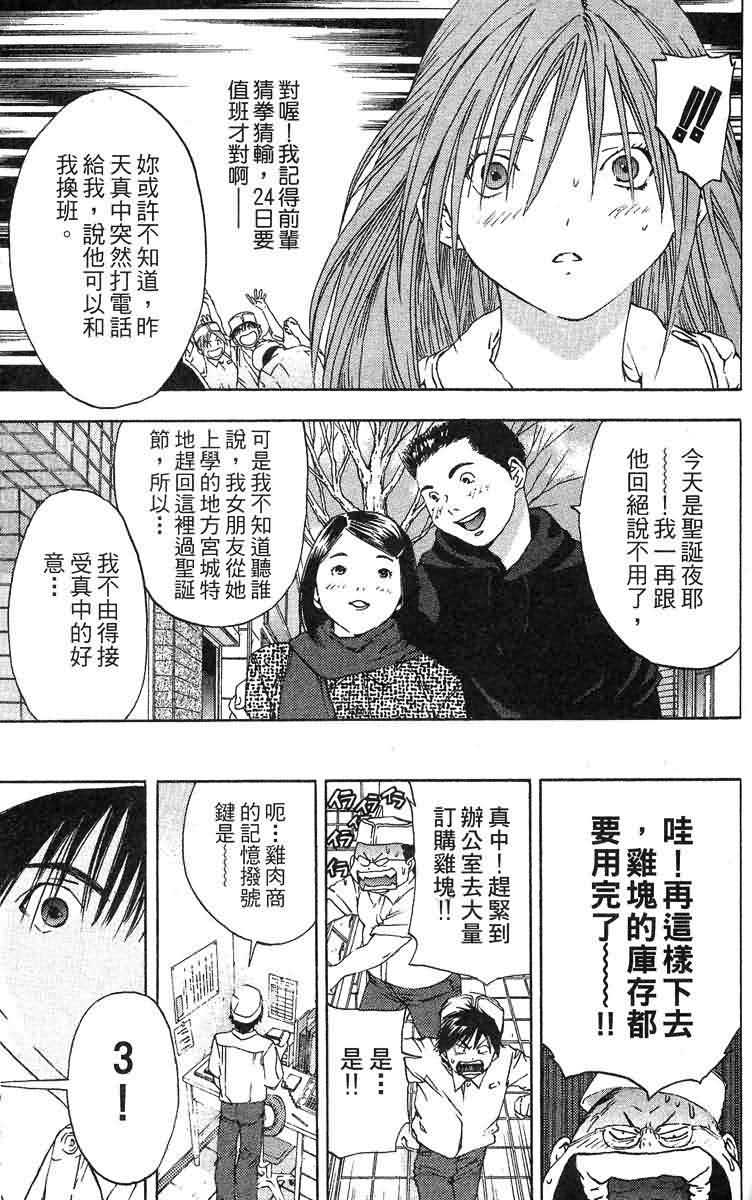 !!
對喔！我記得前輩
猜拳猜輸，24日要
值班才對啊──
妳或許不知道，昨
天真中突然打電話
給我，說他可以和
我換班。
今天是聖誕夜耶
～～～！我一再跟
他回絕說不用了，
可是我不知道聽誰
說，我女朋友從她
上學的地方宮城特
地趕回這裡過聖誕
節，所以…
我不由得接
受真中的好
意…
哇！再這樣下去
，雞塊的庫存都
要用完了～～～!!
真中！趕緊到
辦公室去大量
訂購雞塊!!
イライライラ
是…
是!!
呃…雞肉商
的記憶撥號
鍵是～～～
3！